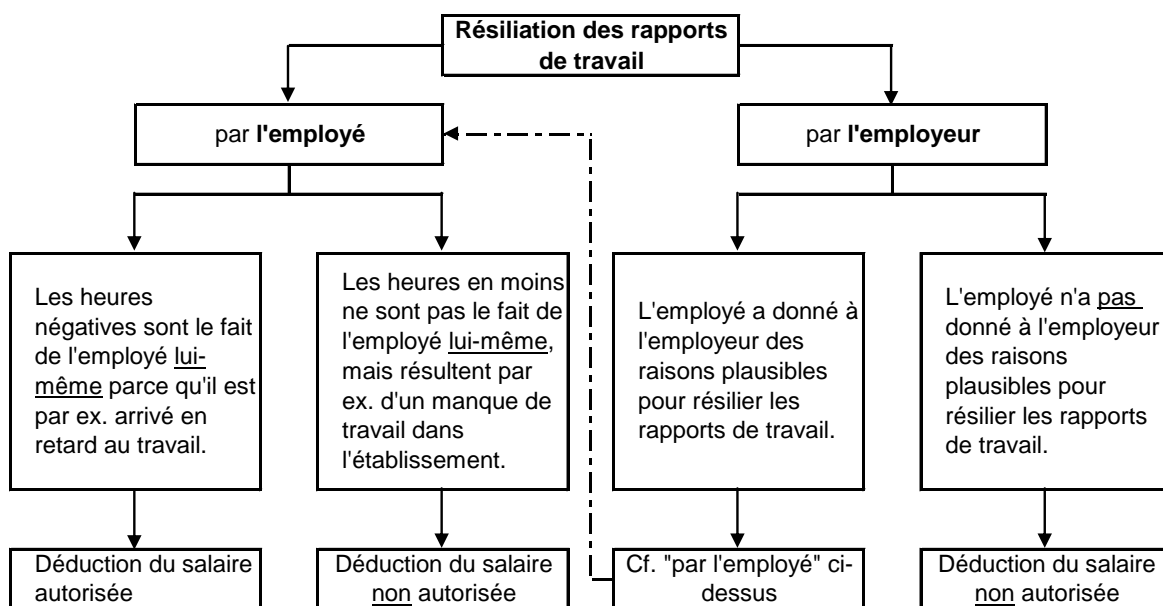 Résiliation des rapports
de travail
par l'employé
par l'employeur
Les heures
négatives sont le fait
de l'employé lui-
même parce qu'il est
par ex. arrivé en
retard au travail.
Les heures en moins
ne sont pas le fait de
l'employé lui-même,
mais résultent par
ex. d'un manque de
travail dans
l'établissement.
L'employé a donné à
l'employeur des
raisons plausibles
pour résilier les
rapports de travail.
L'employé n'a pas
donné à l'employeur
des raisons
plausibles pour
résilier les rapports
de travail.
Déduction du salaire
autorisée
Déduction du salaire
non autorisée
Cf. "par l'employé" ci-
dessus
Déduction du salaire
non autorisée